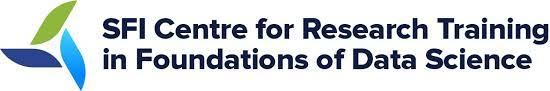 SFI Centre for Research Training
in Foundations of Data Science